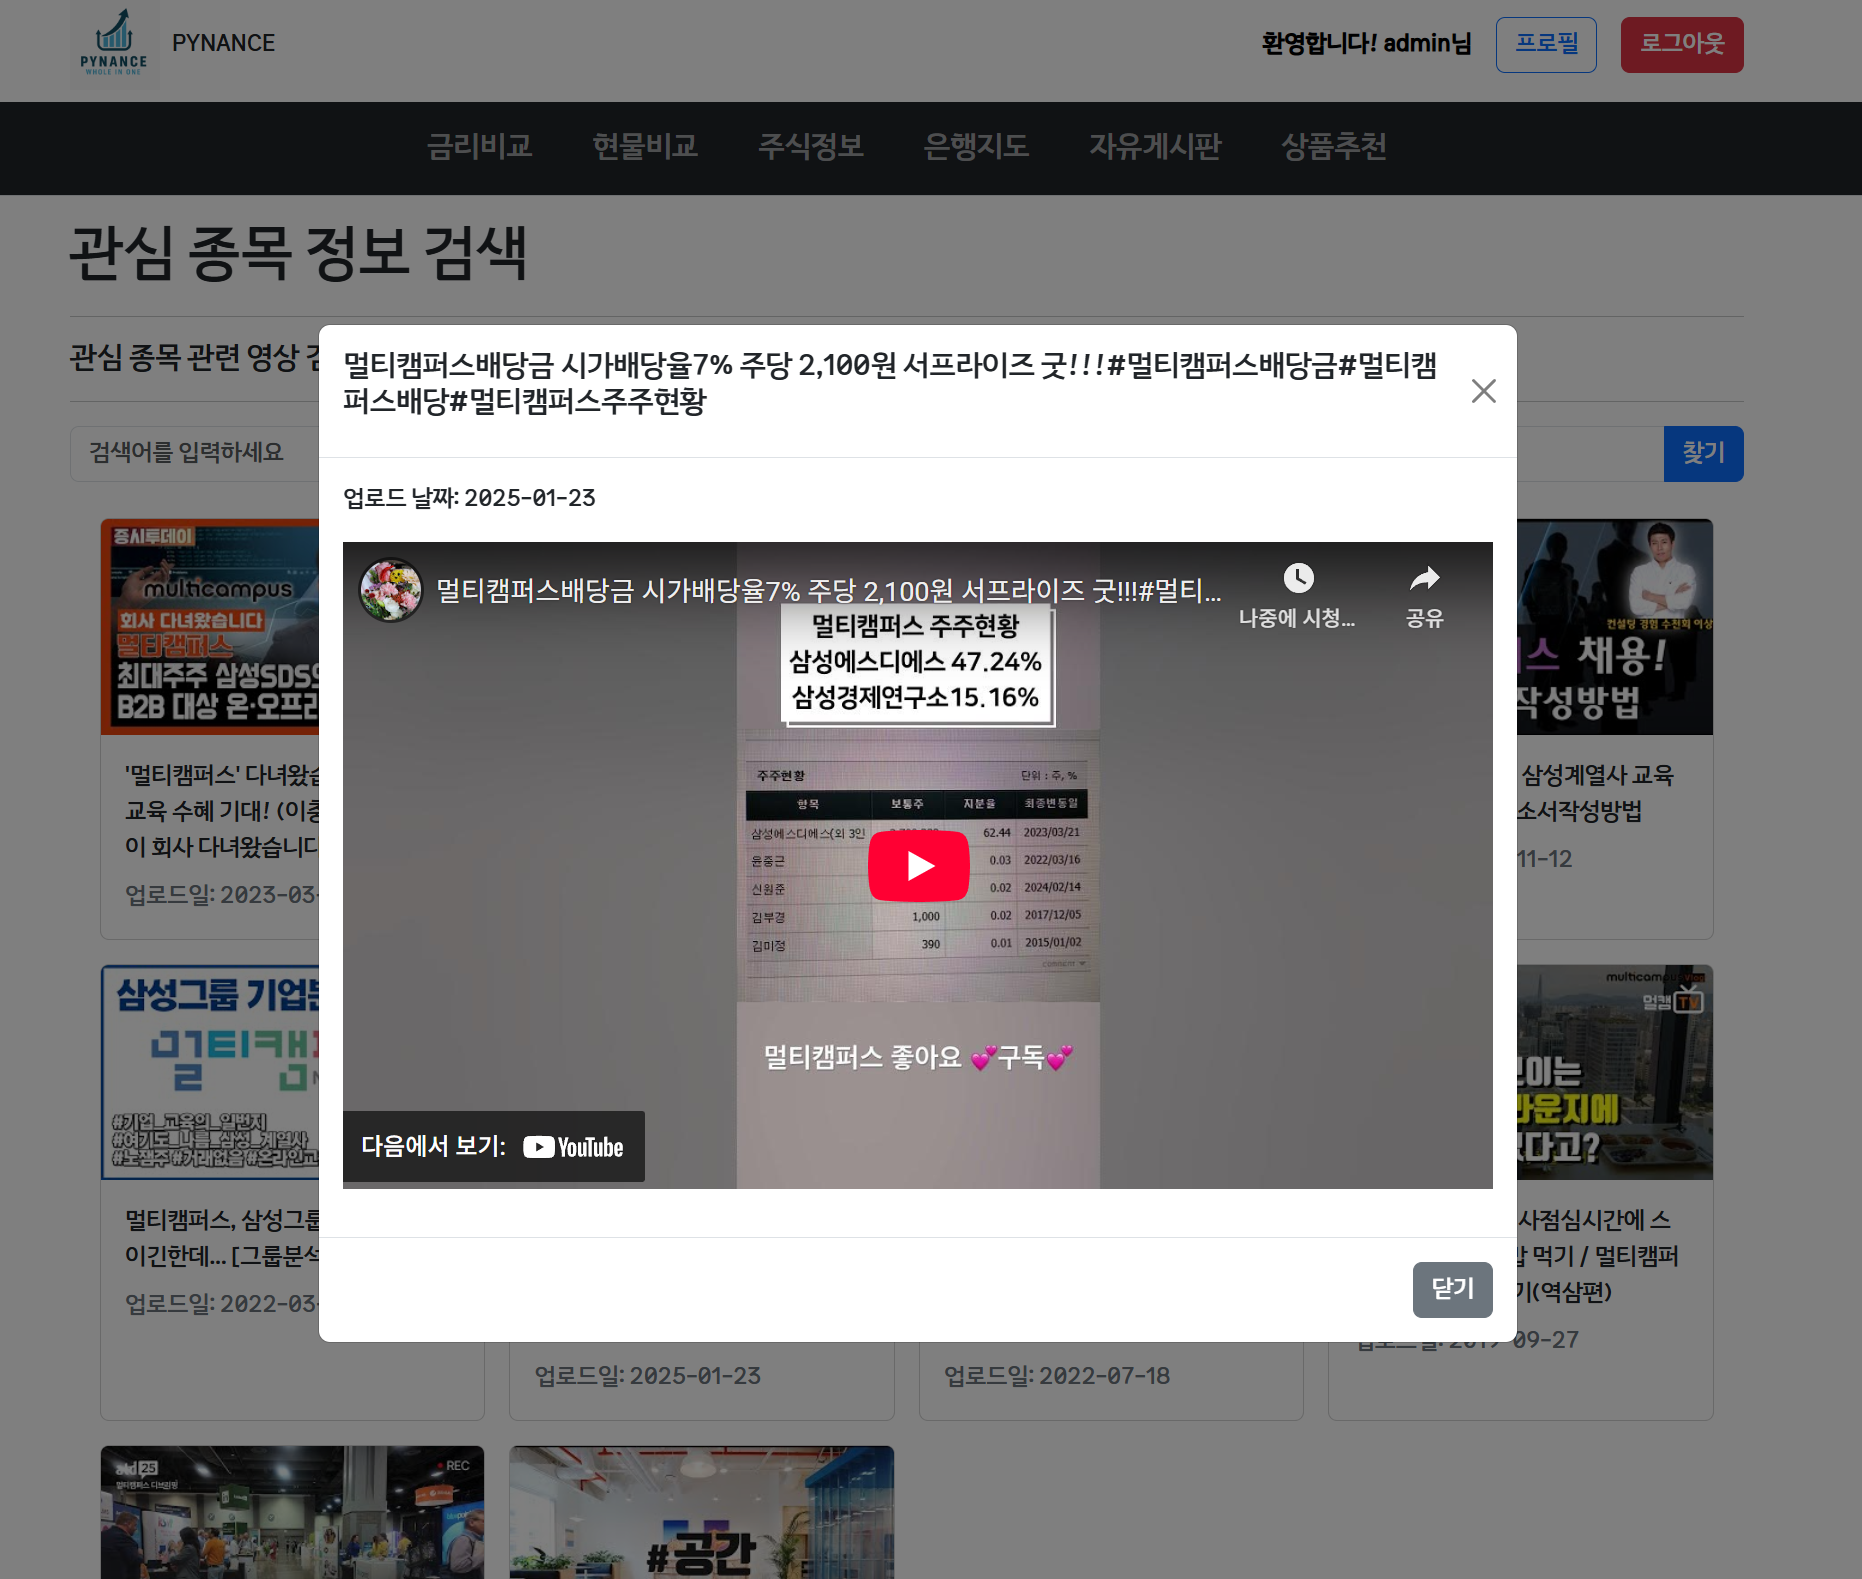 PYNANCE
WHOLE IN ONE
PYNANCE
환영합니다! admin님
프로필
로그아웃
금리비교 현물비교 주식정보 은행지도 자유게시판 상품추천
관심 종목 정보 검색
관심 종목 관련 영상
멀티캠퍼스배당금 시가배당율7% 주당 2,100원 서프라이즈 굿!!!#멀티캠퍼스배당금#멀티캠
퍼스배당#멀티캠퍼스주주현황
검색어를 입력하세요
찾기
업로드 날짜: 2025-01-23
멀티캠퍼스배당금 시가배당율7% 주당 2,100원 서프라이즈 굿!!!#멀티...
나중에 시청...
공유
멀티캠퍼스 주주현황
삼성에스디에스 47.24%
삼성경제연구소15.16%
주주현황 단위 : 주, %
항목 보통주 지분율 최종변동일
삼성에스디에스(외 3인 62.44 2023/03/21
윤중근 0.03 2022/03/16
신원준 0.02 2024/02/14
김부경 1,000 0.02 2017/12/05
김미정 390 0.01 2015/01/02
comment
멀티캠퍼스 좋아요 💕구독💕
다음에서 보기: YouTube
닫기
증시투데이
multicampus
회사 다녀왔습니다
멀티캠퍼스
최대주주 삼성SDS
B2B 대상 온·오프라
'멀티캠퍼스' 다녀왔습
교육 수혜 기대! (이충
이 회사 다녀왔습니다
업로드일: 2023-03-
컨설팅 경험 수천회 이상
스 채용!
작성방법
삼성계열사 교육
소서작성방법
11-12
삼성그룹 기업분
멀티캠
#기업_교육의_일번지
#여기도_나름_삼성_계열사
#노잼주 #거래없음 #온라인교
멀티캠퍼스, 삼성그룹
이긴한데... [그룹분석
업로드일: 2022-03-
업로드일: 2025-01-23
업로드일: 2022-07-18
multicampus
멀캠TV
보이는
라운지에
있다고?
사점심시간에 스
밥 먹기 / 멀티캠퍼
기(역삼편)
업로드일: 2019-09-27
atd25
멀티캠퍼스 디브리핑
REC
#공간